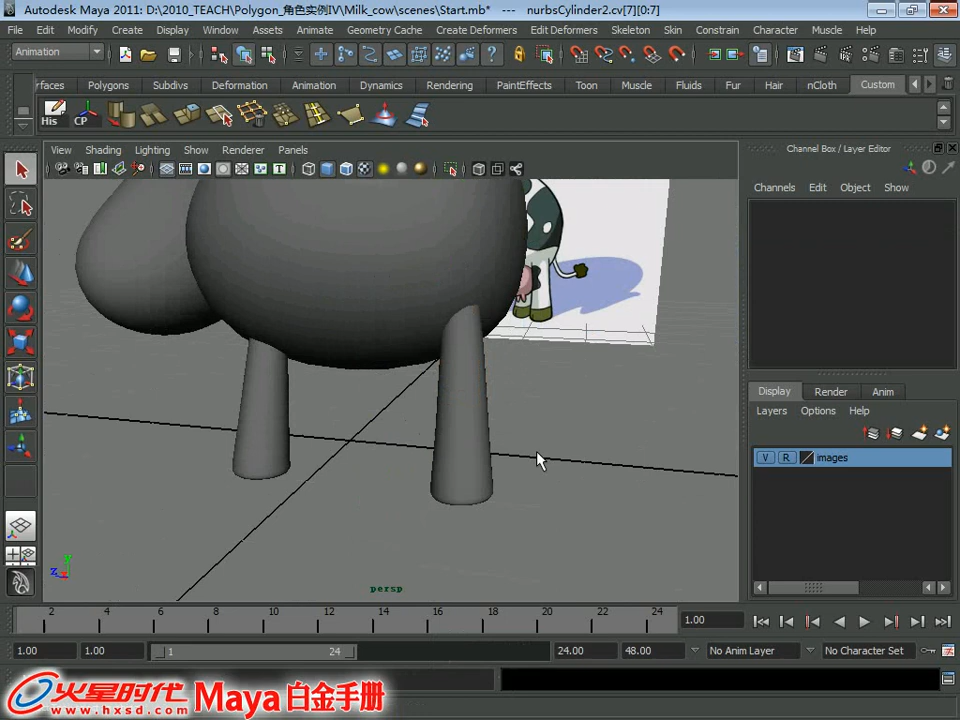 Autodesk Maya 2011: D:\2010_TEACH\Polygon_角色实例IV\Milk_cow\scenes\Start.mb* --- nurbsCylinder2.cv[7][0:7]
File Edit Modify Create Display Window Assets Animate Geometry Cache Create Deformers Edit Deformers Skeleton Skin Constrain Character Muscle Help
Animation
rfaces Polygons Subdivs Deformation Animation Dynamics Rendering PaintEffects Toon Muscle Fluids Fur Hair nCloth Custom
His CP
View Shading Lighting Show Renderer Panels
Channel Box / Layer Editor
Channels Edit Object Show
Display Render Anim
Layers Options Help
V R images
persp
Y
Z
2 4 6 8 10 12 14 16 18 20 22 24
1.00
1.00 1.00 1 24 24.00 48.00 No Anim Layer No Character Set
火星时代
www.hxsd.com
Maya白金手册